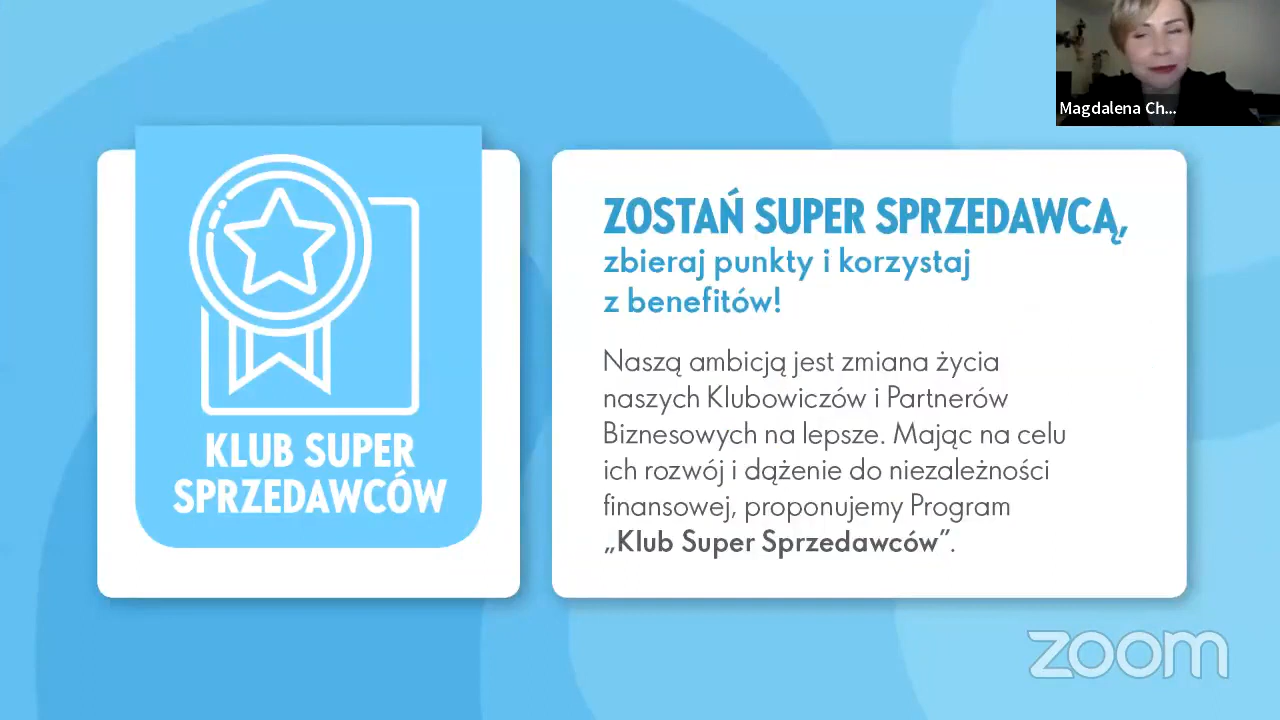 Magdalena Ch...
KLUB SUPER
SPRZEDAWCÓW
ZOSTAŃ SUPER SPRZEDAWCĄ,
zbieraj punkty i korzystaj
z benefitów!
Naszą ambicją jest zmiana życia
naszych Klubowiczów i Partnerów
Biznesowych na lepsze. Mając na celu
ich rozwój i dążenie do niezależności
finansowej, proponujemy Program
„Klub Super Sprzedawców”.
zoom